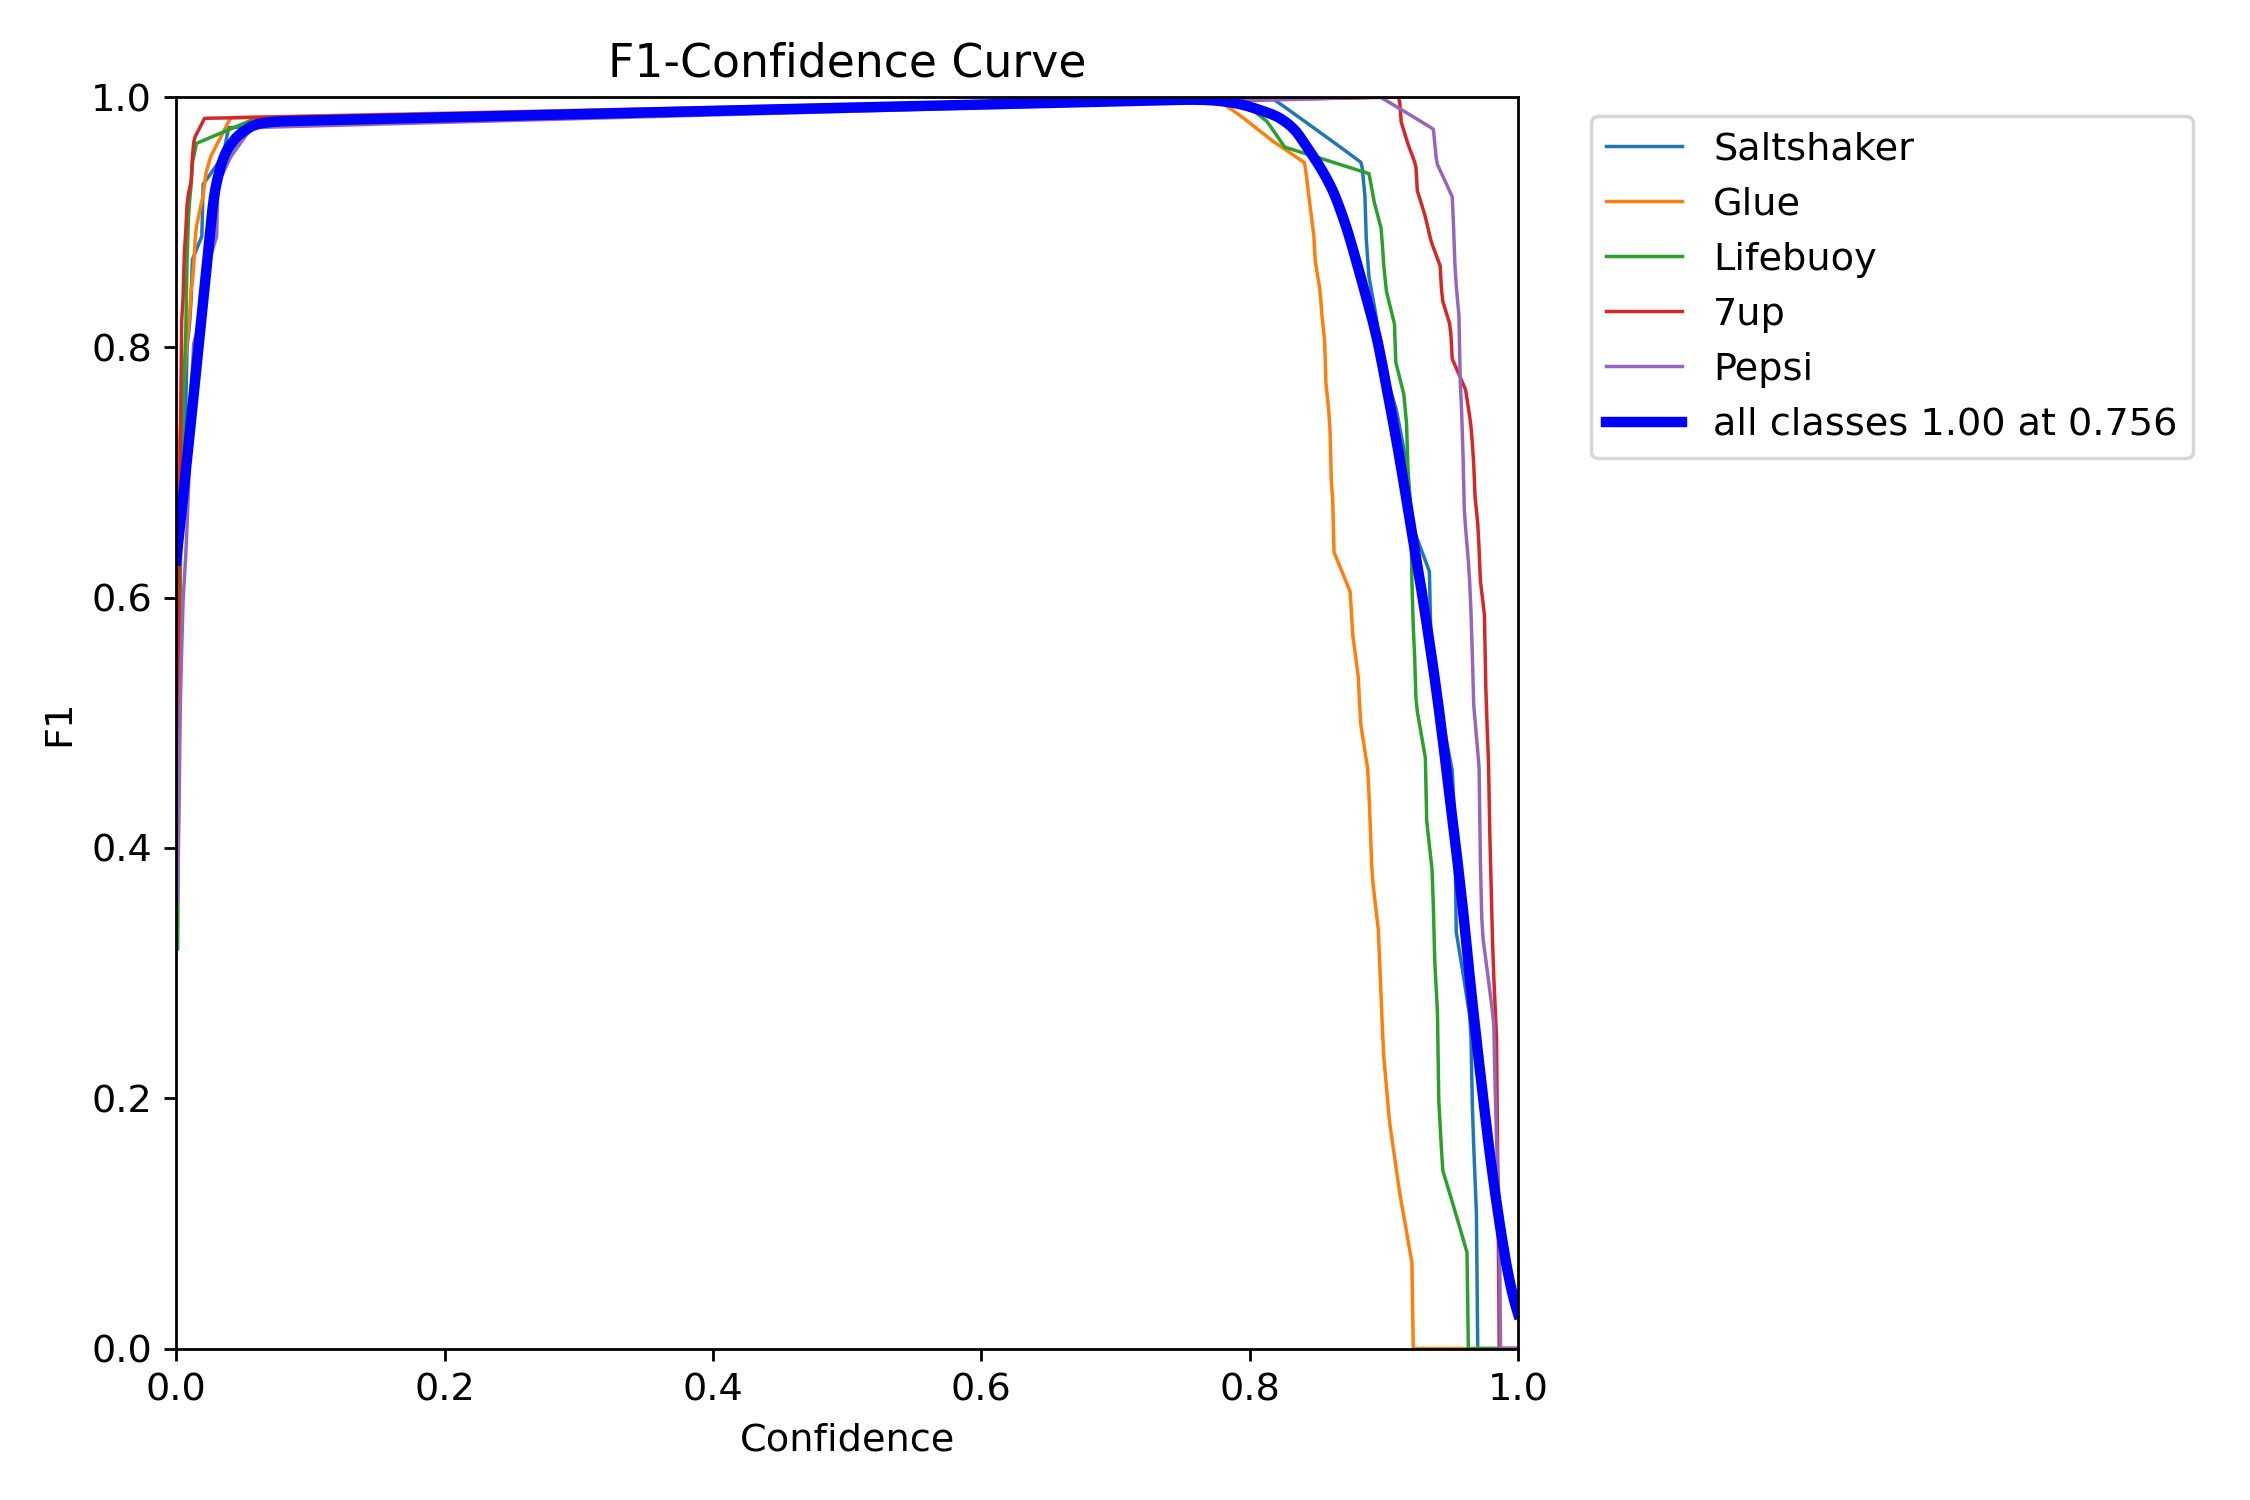 F1-Confidence Curve
1.0
0.8
0.6
0.4
0.2
0.0
F1
0.0 0.2 0.4 0.6 0.8 1.0
Confidence
Saltshaker
Glue
Lifebuoy
7up
Pepsi
all classes 1.00 at 0.756